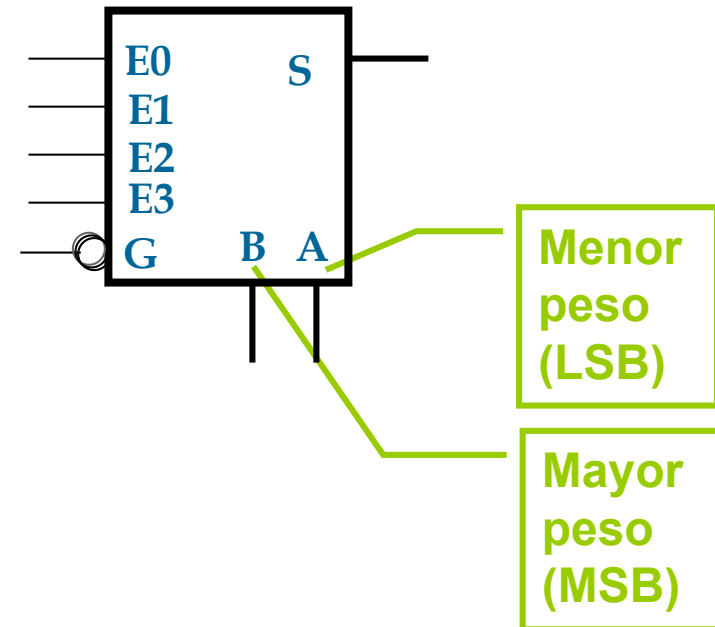 E0
S
E1
E2
E3
G
B A
Menor
peso
(LSB)
Mayor
peso
(MSB)